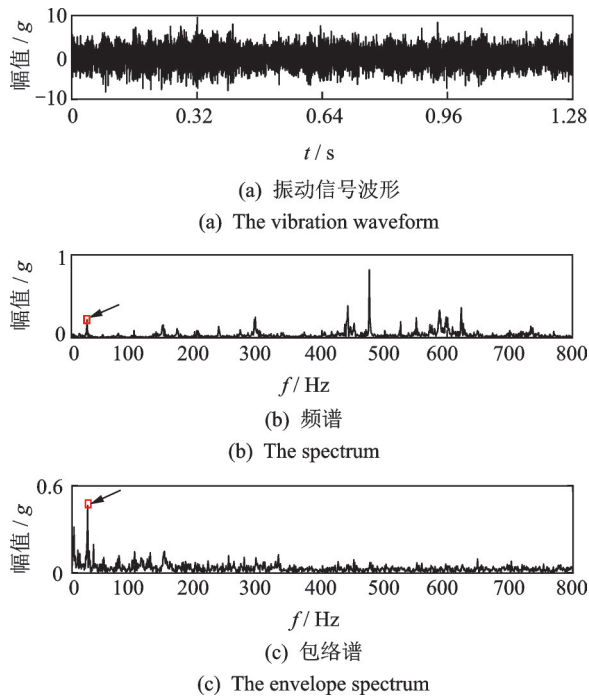 10
0
−10
幅值 / g
0 0.32 0.64 0.96 1.28
t / s
(a) 振动信号波形
(a) The vibration waveform
1
0
幅值 / g
0 100 200 300 400 500 600 700 800
f / Hz
(b) 频谱
(b) The spectrum
0.6
0
幅值 / g
0 100 200 300 400 500 600 700 800
f / Hz
(c) 包络谱
(c) The envelope spectrum